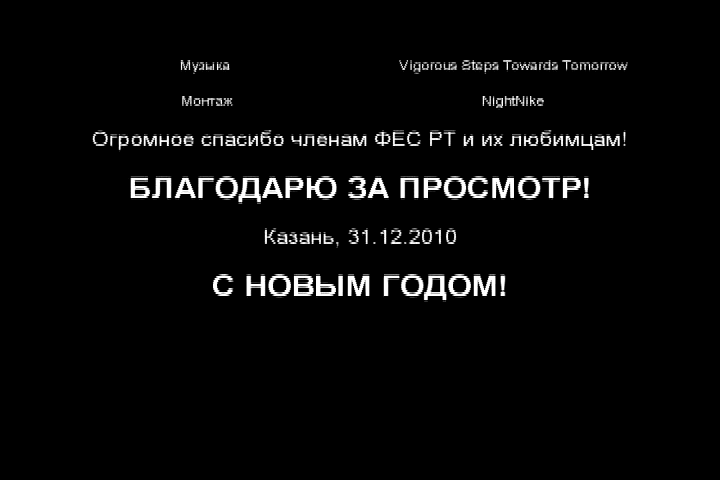 Музыка Vigorous Steps Towards Tomorrow
Монтаж NightNike
Огромное спасибо членам ФЕС РТ и их любимцам!
БЛАГОДАРЮ ЗА ПРОСМОТР!
Казань, 31.12.2010
С НОВЫМ ГОДОМ!